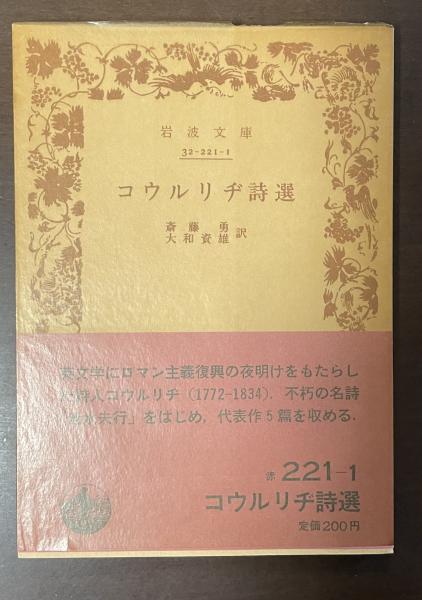 岩波文庫
32-221-1
コウルリヂ詩選
斎藤勇
大和資雄 訳
英文学にロマン主義復興の夜明けをもたらし
た詩人コウルリヂ(1772-1834). 不朽の名詩
「老水夫行」をはじめ, 代表作5篇を収める.
赤 221-1
コウルリヂ詩選
定価200円